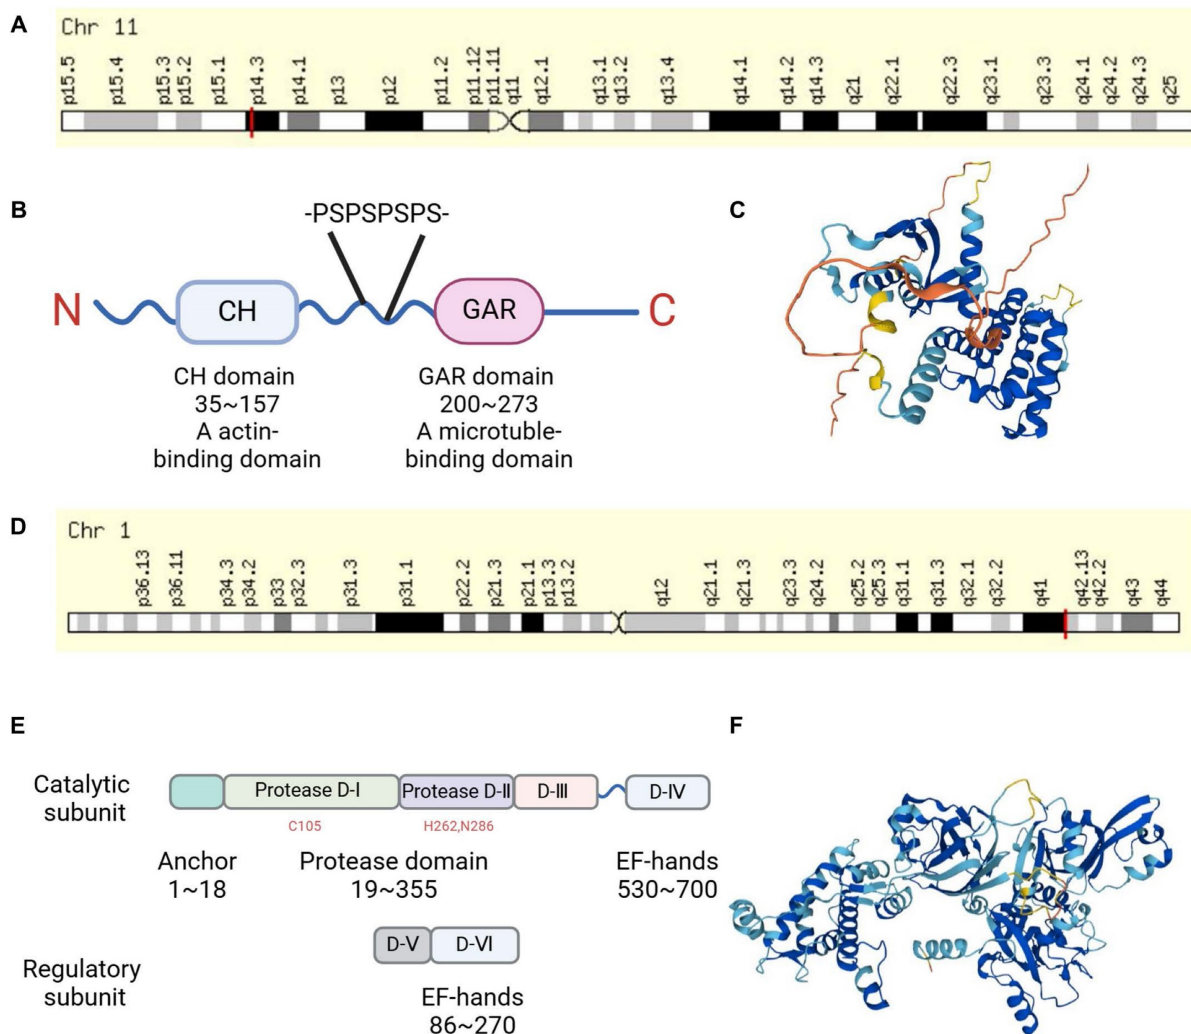 A
Chr 11
p15.5
p15.4
p15.3
p15.2
p15.1
p14.3
p14.1
p13
p12
p11.2
p11.12
p11.11
q11
q12.1
q13.1
q13.2
q13.4
q14.1
q14.2
q14.3
q21
q22.1
q22.3
q23.1
q23.3
q24.1
q24.2
q24.3
q25
B
-PSPSPSPS-
N
CH
GAR
C
CH domain
35~157
A actin-
binding domain
GAR domain
200~273
A microtuble-
binding domain
C
D
Chr 1
p36.13
p36.11
p34.3
p34.2
p33
p32.3
p31.3
p31.1
p22.2
p21.3
p21.1
p13.3
p13.2
q12
q21.1
q21.3
q23.3
q24.2
q25.2
q25.3
q31.1
q31.3
q32.1
q32.2
q41
q42.13
q42.2
q43
q44
E
Catalytic
subunit
Protease D-I
Protease D-II
D-III
D-IV
C105
H262,N286
Anchor
1~18
Protease domain
19~355
EF-hands
530~700
Regulatory
subunit
D-V
D-VI
EF-hands
86~270
F